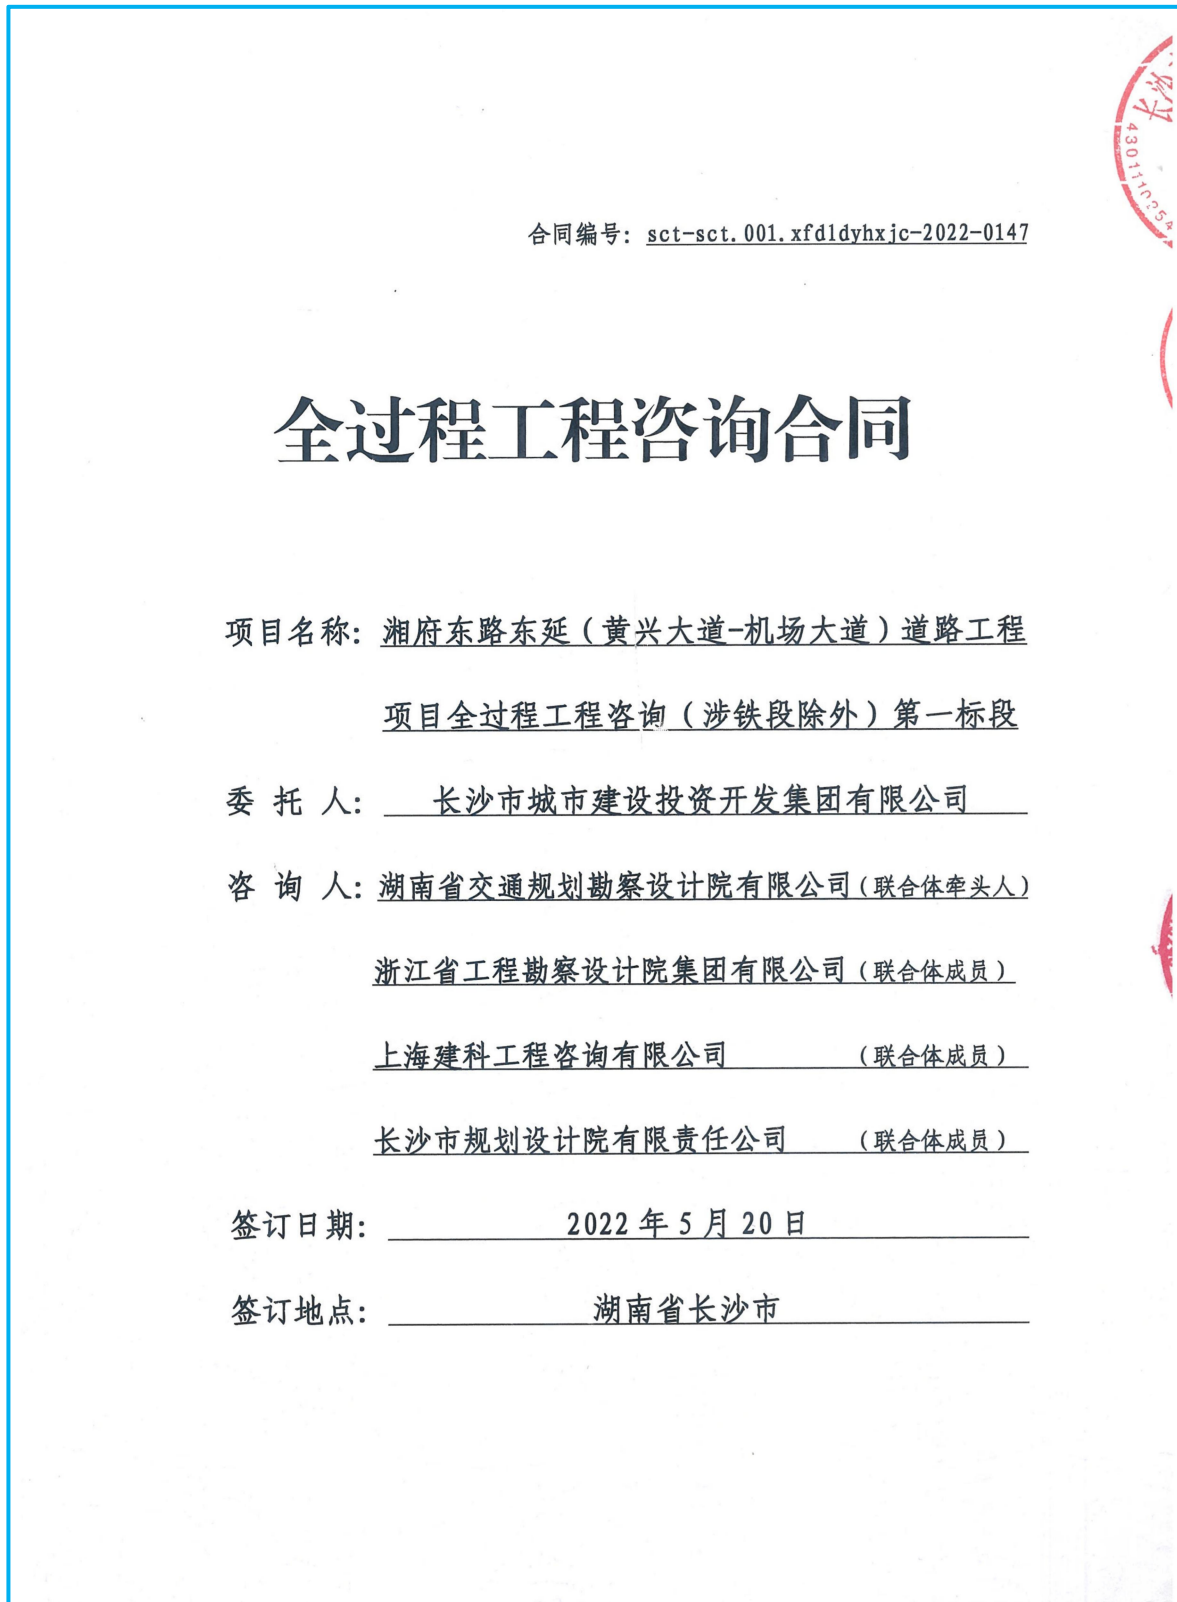 合同编号：sct-sct.001.xfdldyhxjc-2022-0147
全过程工程咨询合同
项目名称：湘府东路东延（黄兴大道-机场大道）道路工程
项目全过程工程咨询（涉铁段除外）第一标段
委托人：长沙市城市建设投资开发集团有限公司
咨询人：湖南省交通规划勘察设计院有限公司（联合体牵头人）
浙江省工程勘察设计院集团有限公司（联合体成员）
上海建科工程咨询有限公司（联合体成员）
长沙市规划设计院有限责任公司（联合体成员）
签订日期：2022年5月20日
签订地点：湖南省长沙市
长沙